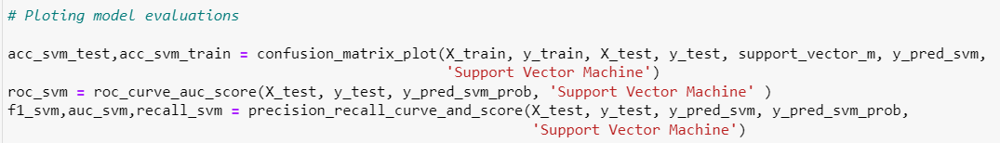 # Ploting model evaluations
acc_svm_test,acc_svm_train = confusion_matrix_plot(X_train, y_train, X_test, y_test, support_vector_m, y_pred_svm,
'Support Vector Machine')
roc_svm = roc_curve_auc_score(X_test, y_test, y_pred_svm_prob, 'Support Vector Machine' )
f1_svm,auc_svm,recall_svm = precision_recall_curve_and_score(X_test, y_test, y_pred_svm, y_pred_svm_prob,
'Support Vector Machine')